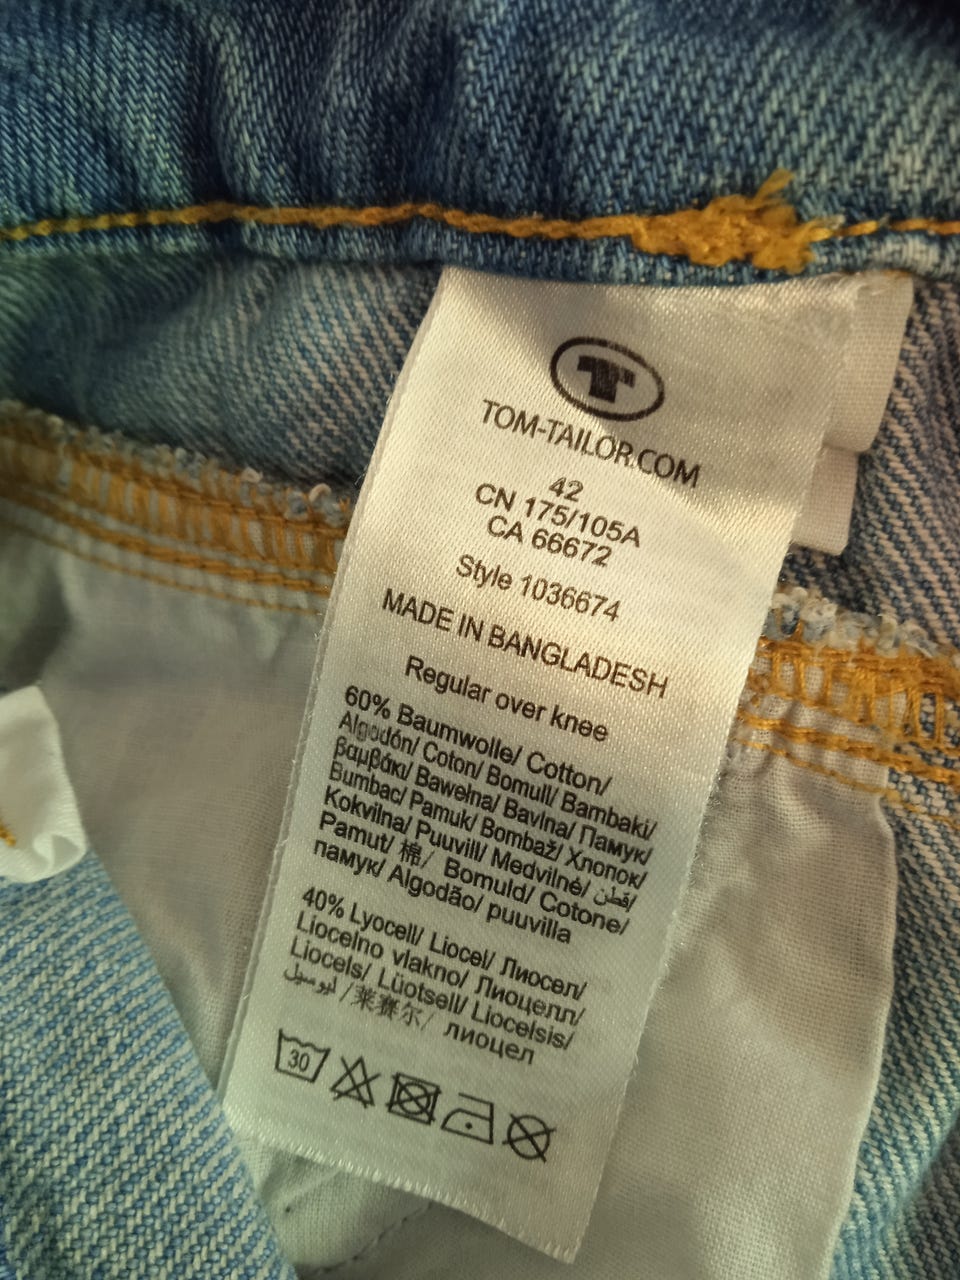 T
TOM-TAILOR.COM
42
CN 175/105A
CA 66672
Style 1036674
MADE IN BANGLADESH
Regular over knee
60% Baumwolle/ Cotton/
Algodón/ Coton/ Bomull/ Bambaki/
βαμβάκι/ Bawełna/ Bavlna/ Памук/
Bumbac/ Pamuk/ Bombaž/ Хлопок/
Kokvilna/ Puuvill/ Medvilnė/ قطن/
Pamut/ 棉/ Bomuld/ Cotone/
памук/ Algodão/ puuvilla
40% Lyocell/ Liocel/ Лиосел/
Liocelno vlakno/ Лиоцелл/
Liocels/ Lüotsell/ Liocelsis/
ليوسيل /莱赛尔/ лиоцел
30